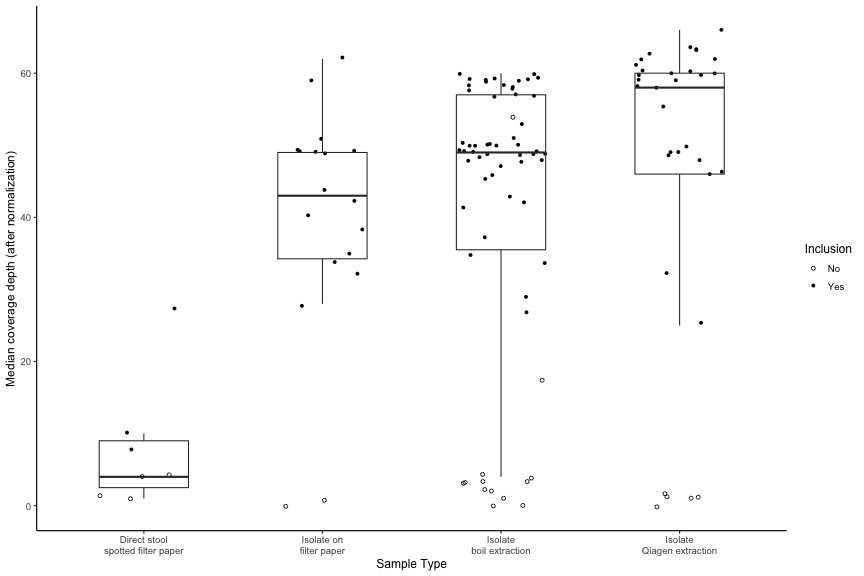 Median coverage depth (after normalization)
60
40
20
0
Direct stool
spotted filter paper
Isolate on
filter paper
Isolate
boil extraction
Isolate
Qiagen extraction
Sample Type
Inclusion
No
Yes